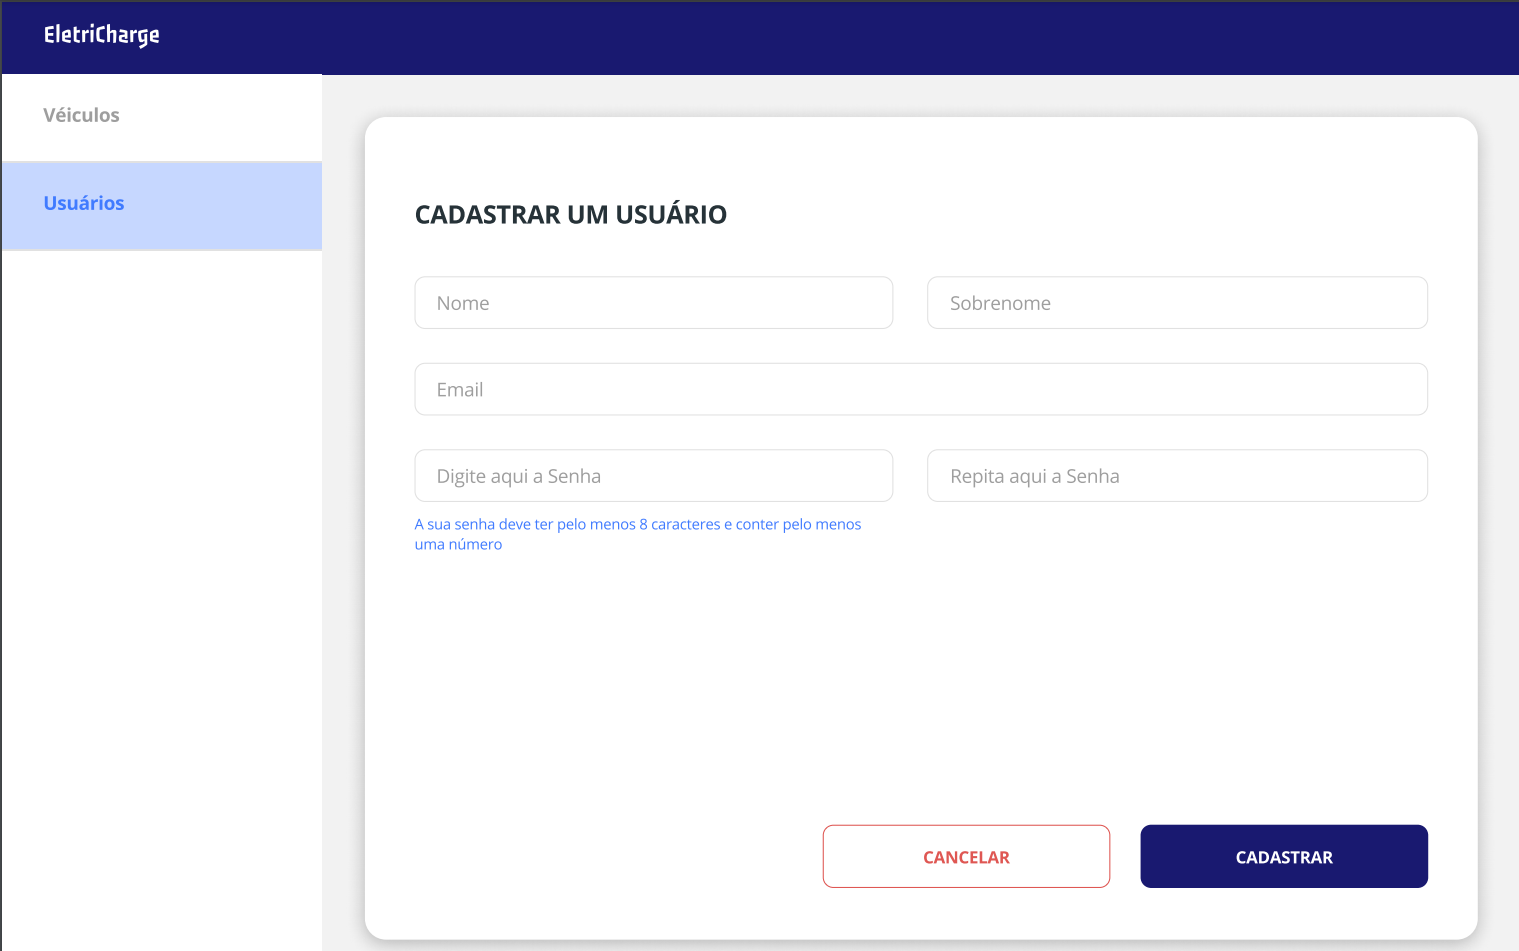 EletriCharge
Véiculos
Usuários
CADASTRAR UM USUÁRIO
Nome
Sobrenome
Email
Digite aqui a Senha
Repita aqui a Senha
A sua senha deve ter pelo menos 8 caracteres e conter pelo menos
uma número
CANCELAR
CADASTRAR